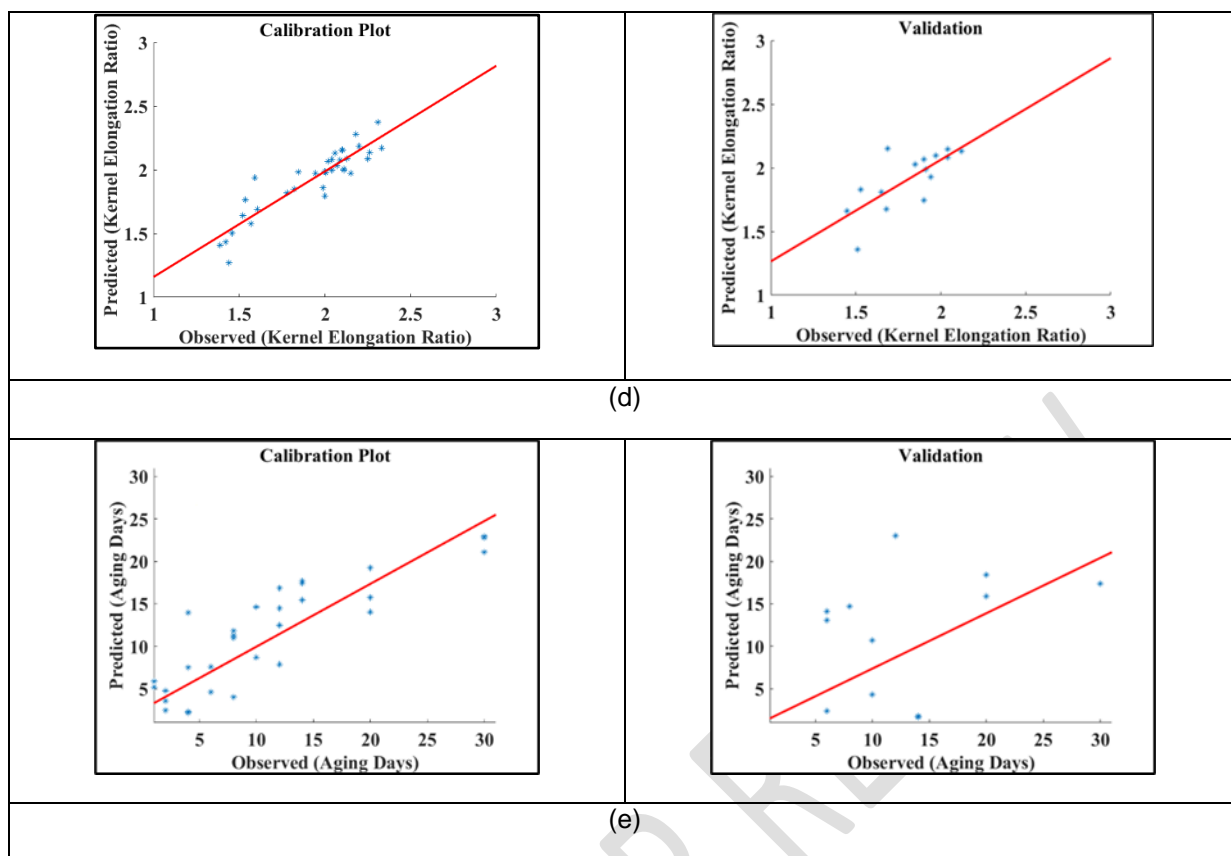 Calibration Plot
Predicted (Kernel Elongation Ratio)
3
2.5
2
1.5
1
1 1.5 2 2.5 3
Observed (Kernel Elongation Ratio)
Validation
Predicted (Kernel Elongation Ratio)
3
2.5
2
1.5
1
1 1.5 2 2.5 3
Observed (Kernel Elongation Ratio)
(d)
Calibration Plot
Predicted (Aging Days)
30
25
20
15
10
5
5 10 15 20 25 30
Observed (Aging Days)
Validation
Predicted (Aging Days)
30
25
20
15
10
5
5 10 15 20 25 30
Observed (Aging Days)
(e)